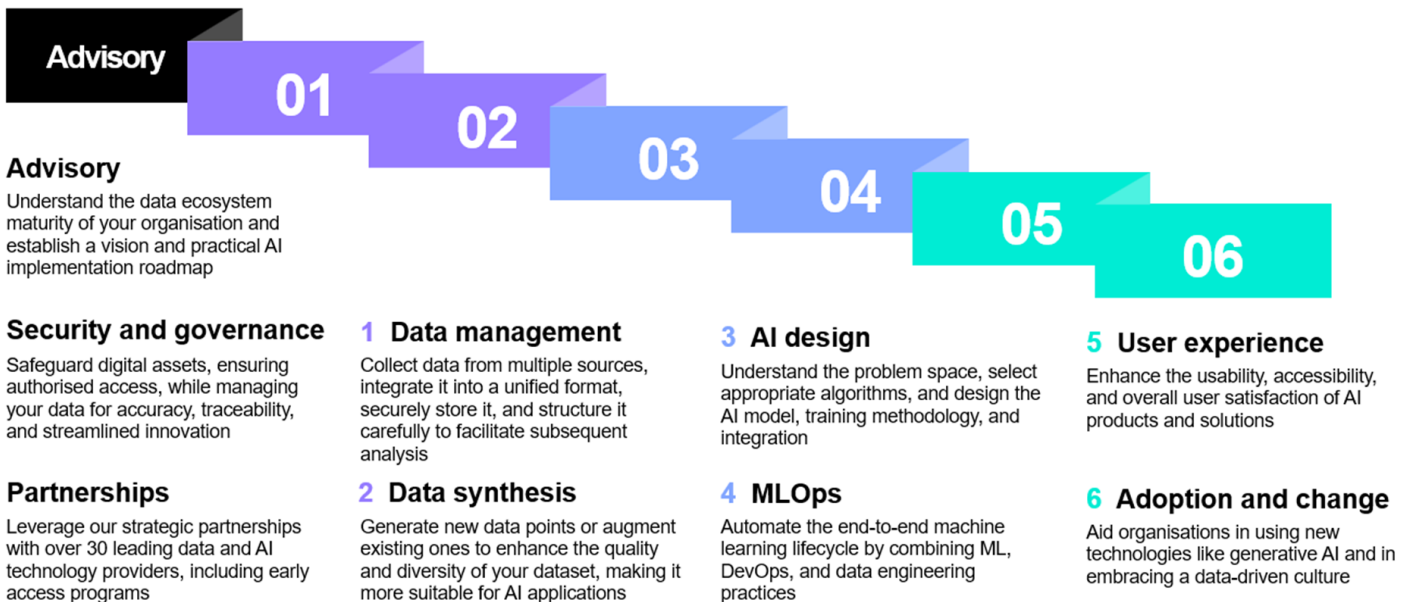 Advisory
01
02
03
04
05
06
Advisory
Understand the data ecosystem
maturity of your organisation and
establish a vision and practical AI
implementation roadmap
Security and governance
Safeguard digital assets, ensuring
authorised access, while managing
your data for accuracy, traceability,
and streamlined innovation
Partnerships
Leverage our strategic partnerships
with over 30 leading data and AI
technology providers, including early
access programs
1 Data management
Collect data from multiple sources,
integrate it into a unified format,
securely store it, and structure it
carefully to facilitate subsequent
analysis
2 Data synthesis
Generate new data points or augment
existing ones to enhance the quality
and diversity of your dataset, making it
more suitable for AI applications
3 AI design
Understand the problem space, select
appropriate algorithms, and design the
AI model, training methodology, and
integration
4 MLOps
Automate the end-to-end machine
learning lifecycle by combining ML,
DevOps, and data engineering
practices
5 User experience
Enhance the usability, accessibility,
and overall user satisfaction of AI
products and solutions
6 Adoption and change
Aid organisations in using new
technologies like generative AI and in
embracing a data-driven culture